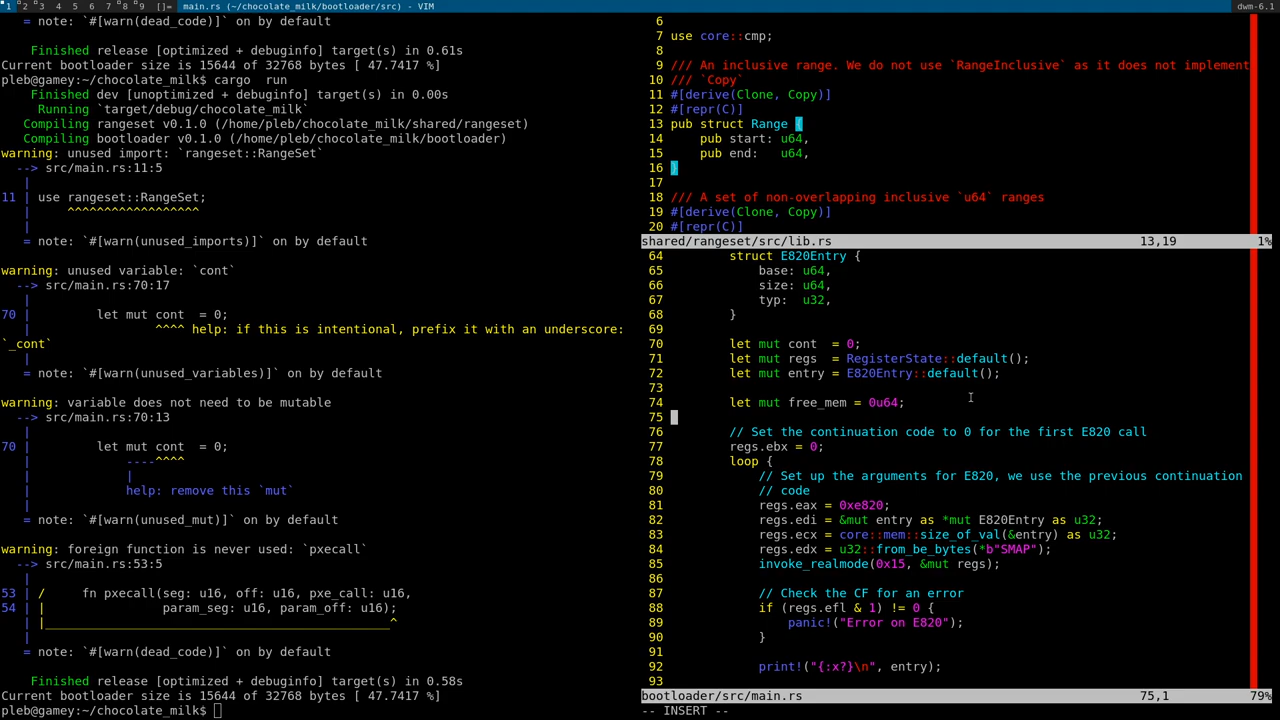 1 2 3 4 5 6 7 8 9 []= main.rs (~/chocolate_milk/bootloader/src) - VIM dwm-6.1
= note: `#[warn(dead_code)]` on by default
Finished release [optimized + debuginfo] target(s) in 0.61s
Current bootloader size is 15644 of 32768 bytes [ 47.7417 %]
pleb@gamey:~/chocolate_milk$ cargo  run
Finished dev [unoptimized + debuginfo] target(s) in 0.00s
Running `target/debug/chocolate_milk`
Compiling rangeset v0.1.0 (/home/pleb/chocolate_milk/shared/rangeset)
Compiling bootloader v0.1.0 (/home/pleb/chocolate_milk/bootloader)
warning: unused import: `rangeset::RangeSet`
--> src/main.rs:11:5
|
11 | use rangeset::RangeSet;
|     ^^^^^^^^^^^^^^^^^^
|
= note: `#[warn(unused_imports)]` on by default
warning: unused variable: `cont`
--> src/main.rs:70:17
|
70 |         let mut cont  = 0;
|                 ^^^^ help: if this is intentional, prefix it with an underscore:
`_cont`
|
= note: `#[warn(unused_variables)]` on by default
warning: variable does not need to be mutable
--> src/main.rs:70:13
|
70 |         let mut cont  = 0;
|             ----^^^^
|             |
|             help: remove this `mut`
|
= note: `#[warn(unused_mut)]` on by default
warning: foreign function is never used: `pxecall`
--> src/main.rs:53:5
|
53 | /     fn pxecall(seg: u16, off: u16, pxe_call: u16,
54 | |                param_seg: u16, param_off: u16);
| |_______________________________________________^
|
= note: `#[warn(dead_code)]` on by default
Finished release [optimized + debuginfo] target(s) in 0.58s
Current bootloader size is 15644 of 32768 bytes [ 47.7417 %]
pleb@gamey:~/chocolate_milk$
6
7 use core::cmp;
8
9 /// An inclusive range. We do not use `RangeInclusive` as it does not implement
10 /// `Copy`
11 #[derive(Clone, Copy)]
12 #[repr(C)]
13 pub struct Range {
14     pub start: u64,
15     pub end:   u64,
16 }
17
18 /// A set of non-overlapping inclusive `u64` ranges
19 #[derive(Clone, Copy)]
20 #[repr(C)]
shared/rangeset/src/lib.rs 13,19 1%
64         struct E820Entry {
65             base: u64,
66             size: u64,
67             typ:  u32,
68         }
69
70         let mut cont  = 0;
71         let mut regs  = RegisterState::default();
72         let mut entry = E820Entry::default();
73
74         let mut free_mem = 0u64;
75
76         // Set the continuation code to 0 for the first E820 call
77         regs.ebx = 0;
78         loop {
79             // Set up the arguments for E820, we use the previous continuation
80             // code
81             regs.eax = 0xe820;
82             regs.edi = &mut entry as *mut E820Entry as u32;
83             regs.ecx = core::mem::size_of_val(&entry) as u32;
84             regs.edx = u32::from_be_bytes(*b"SMAP");
85             invoke_realmode(0x15, &mut regs);
86
87             // Check the CF for an error
88             if (regs.efl & 1) != 0 {
89                 panic!("Error on E820");
90             }
91
92             print!("{:x?}\n", entry);
93
bootloader/src/main.rs 75,1 79%
-- INSERT --